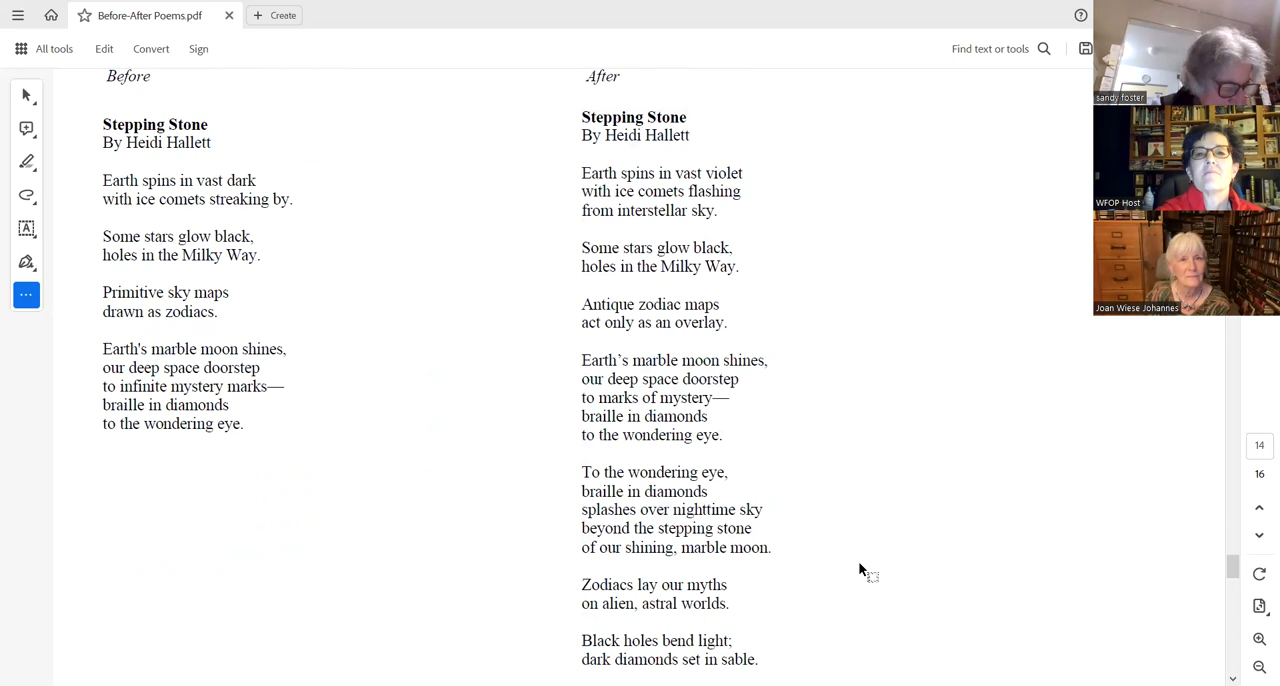 Before-After Poems.pdf
Create
All tools
Edit
Convert
Sign
Find text or tools
Before
Stepping Stone
By Heidi Hallett
Earth spins in vast dark
with ice comets streaking by.
Some stars glow black,
holes in the Milky Way.
Primitive sky maps
drawn as zodiacs.
Earth's marble moon shines,
our deep space doorstep
to infinite mystery marks—
braille in diamonds
to the wondering eye.
After
Stepping Stone
By Heidi Hallett
Earth spins in vast violet
with ice comets flashing
from interstellar sky.
Some stars glow black,
holes in the Milky Way.
Antique zodiac maps
act only as an overlay.
Earth’s marble moon shines,
our deep space doorstep
to marks of mystery—
braille in diamonds
to the wondering eye.
To the wondering eye,
braille in diamonds
splashes over nighttime sky
beyond the stepping stone
of our shining, marble moon.
Zodiacs lay our myths
on alien, astral worlds.
Black holes bend light;
dark diamonds set in sable.
sandy foster
WFOP Host
Joan Wiese Johannes
14
16